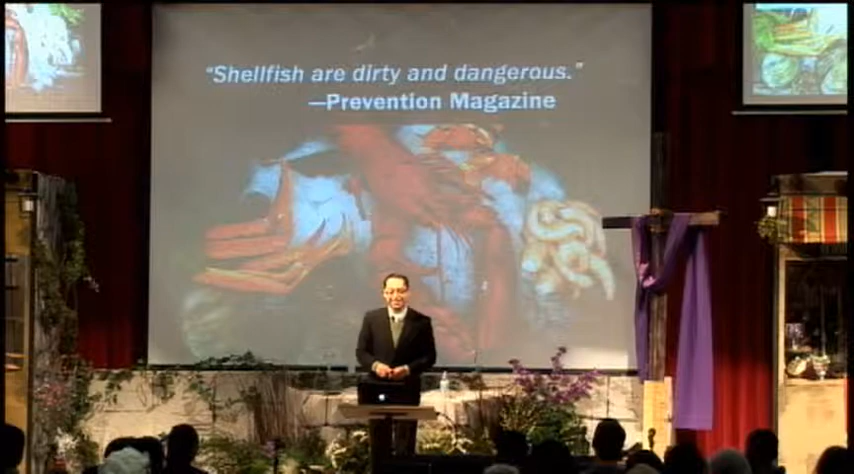 “Shellfish are dirty and dangerous.”
—Prevention Magazine